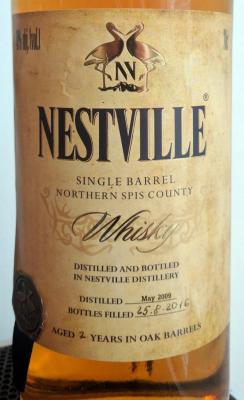 NV
NESTVILLE®
SINGLE BARREL
NORTHERN SPIS COUNTY
Whisky
DISTILLED AND BOTTLED
IN NESTVILLE DISTILLERY
DISTILLED May 2009
BOTTLES FILLED 25.8.2016
AGED 2 YEARS IN OAK BARRELS